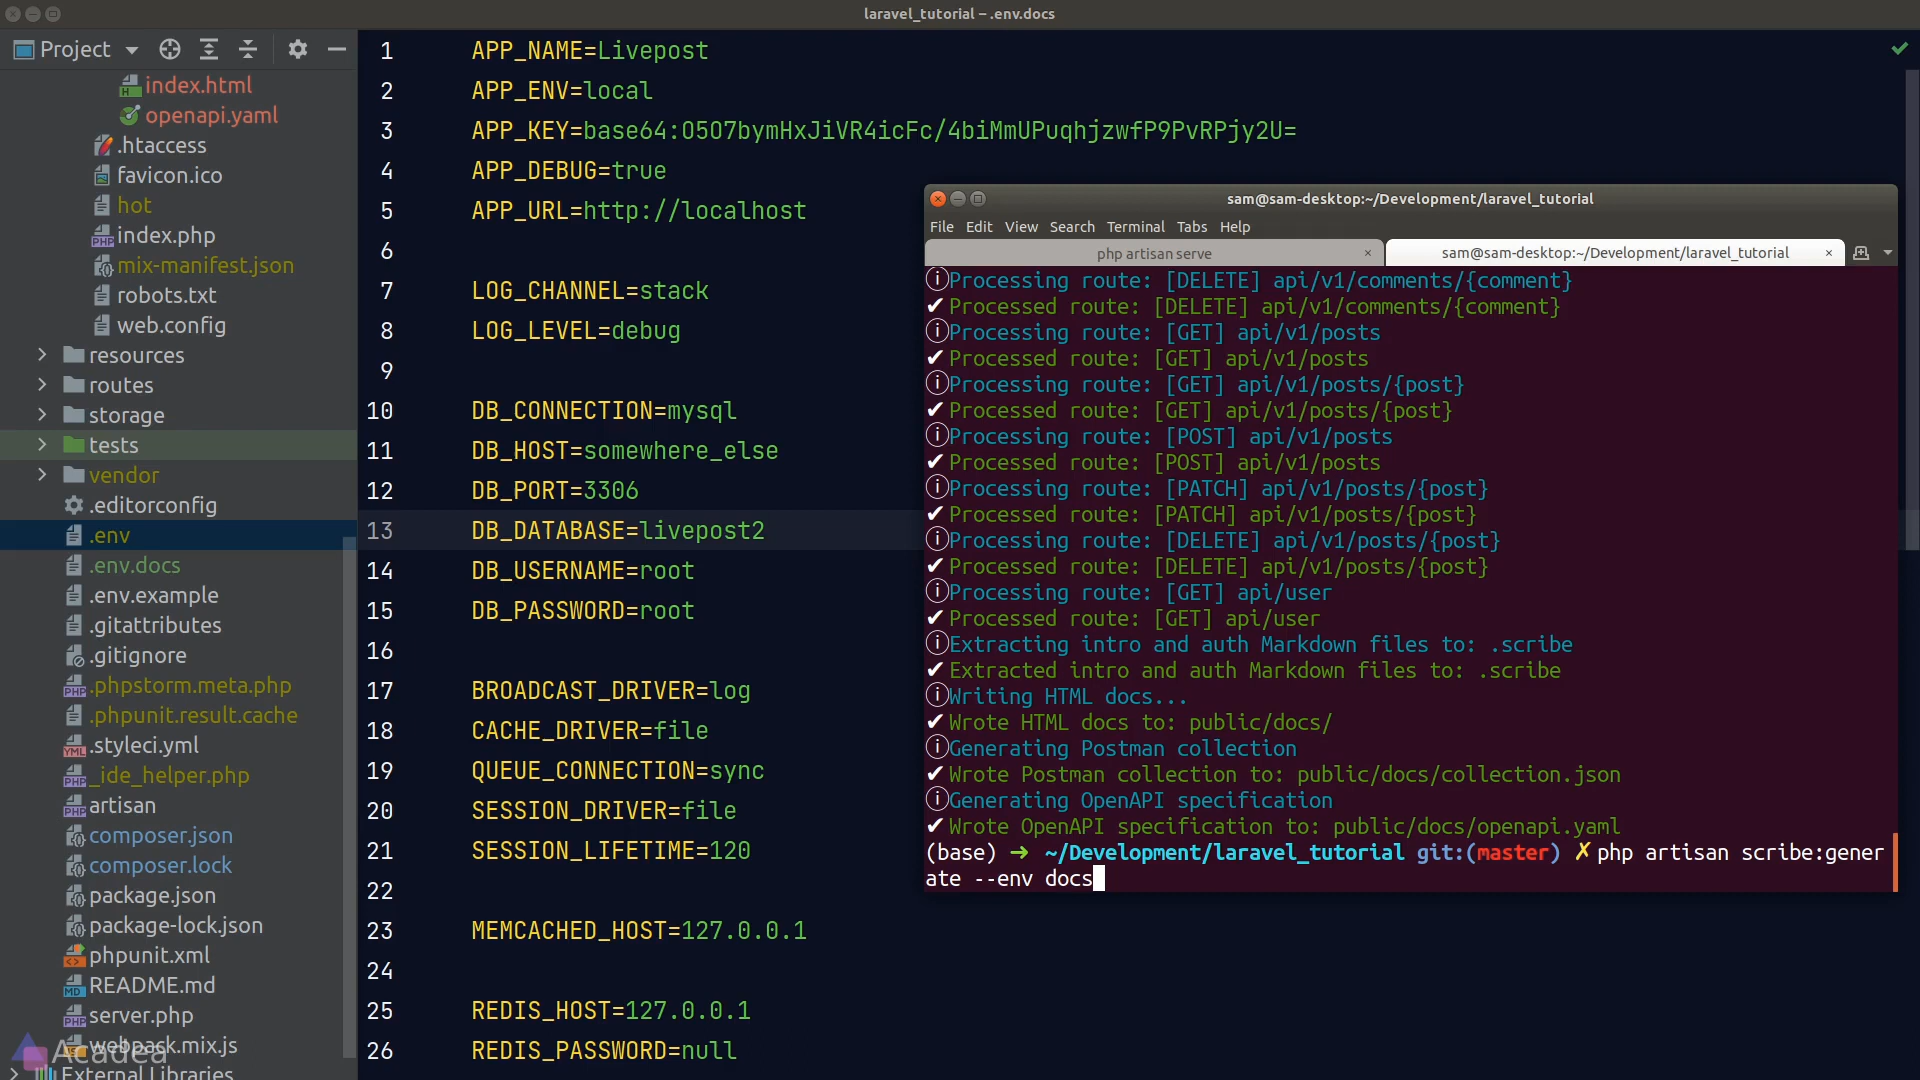 laravel_tutorial – .env.docs
Project
index.html
openapi.yaml
.htaccess
favicon.ico
hot
index.php
mix-manifest.json
robots.txt
web.config
resources
routes
storage
tests
vendor
.editorconfig
.env
.env.docs
.env.example
.gitattributes
.gitignore
.phpstorm.meta.php
.phpunit.result.cache
.styleci.yml
_ide_helper.php
artisan
composer.json
composer.lock
package.json
package-lock.json
phpunit.xml
README.md
server.php
webpack.mix.js
External Libraries
Acadea
1 APP_NAME=Livepost
2 APP_ENV=local
3 APP_KEY=base64:O5O7bymHxJiVR4icFc/4biMmUPuqhjzwfP9PvRPjy2U=
4 APP_DEBUG=true
5 APP_URL=http://localhost
6
7 LOG_CHANNEL=stack
8 LOG_LEVEL=debug
9
10 DB_CONNECTION=mysql
11 DB_HOST=somewhere_else
12 DB_PORT=3306
13 DB_DATABASE=livepost2
14 DB_USERNAME=root
15 DB_PASSWORD=root
16
17 BROADCAST_DRIVER=log
18 CACHE_DRIVER=file
19 QUEUE_CONNECTION=sync
20 SESSION_DRIVER=file
21 SESSION_LIFETIME=120
22
23 MEMCACHED_HOST=127.0.0.1
24
25 REDIS_HOST=127.0.0.1
26 REDIS_PASSWORD=null
sam@sam-desktop:~/Development/laravel_tutorial
File Edit View Search Terminal Tabs Help
php artisan serve × sam@sam-desktop:~/Development/laravel_tutorial ×
ⓘProcessing route: [DELETE] api/v1/comments/{comment}
✔Processed route: [DELETE] api/v1/comments/{comment}
ⓘProcessing route: [GET] api/v1/posts
✔Processed route: [GET] api/v1/posts
ⓘProcessing route: [GET] api/v1/posts/{post}
✔Processed route: [GET] api/v1/posts/{post}
ⓘProcessing route: [POST] api/v1/posts
✔Processed route: [POST] api/v1/posts
ⓘProcessing route: [PATCH] api/v1/posts/{post}
✔Processed route: [PATCH] api/v1/posts/{post}
ⓘProcessing route: [DELETE] api/v1/posts/{post}
✔Processed route: [DELETE] api/v1/posts/{post}
ⓘProcessing route: [GET] api/user
✔Processed route: [GET] api/user
ⓘExtracting intro and auth Markdown files to: .scribe
✔Extracted intro and auth Markdown files to: .scribe
ⓘWriting HTML docs...
✔Wrote HTML docs to: public/docs/
ⓘGenerating Postman collection
✔Wrote Postman collection to: public/docs/collection.json
ⓘGenerating OpenAPI specification
✔Wrote OpenAPI specification to: public/docs/openapi.yaml
(base) ➜ ~/Development/laravel_tutorial git:(master) ✗ php artisan scribe:gener
ate --env docs